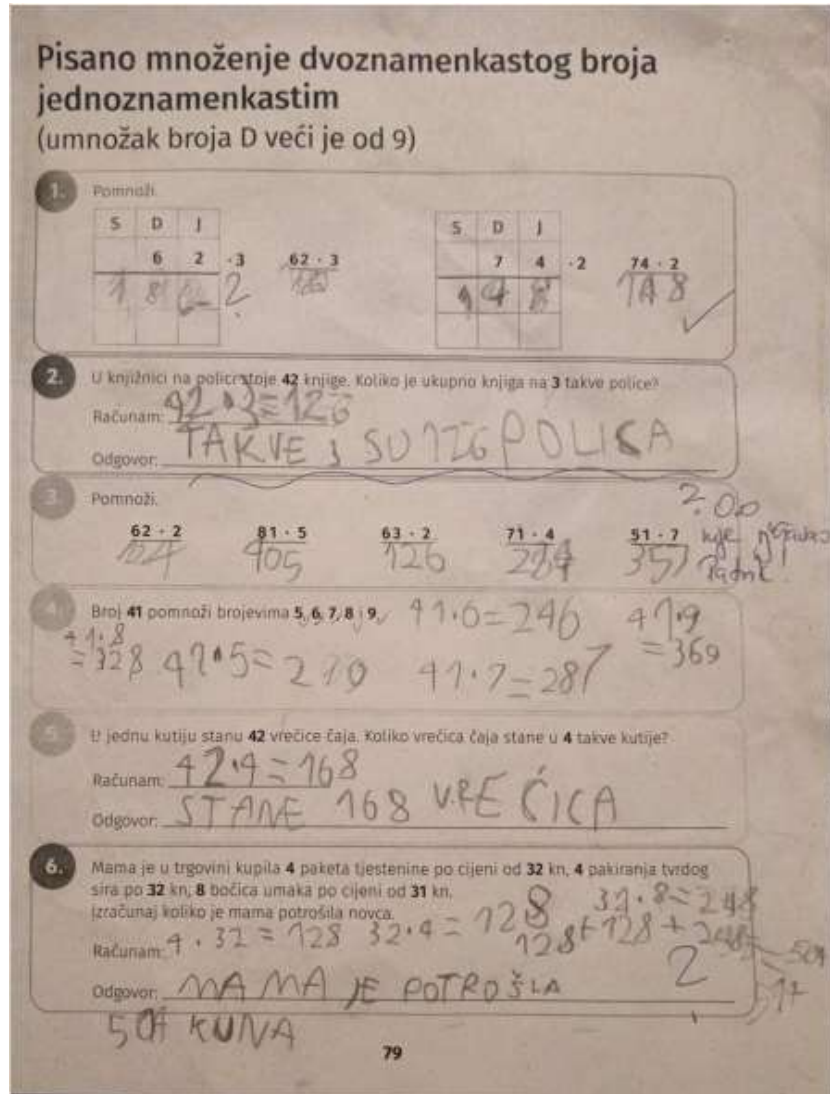 Pisano množenje dvoznamenkastog broja
jednoznamenkastim
(umnožak broja D veći je od 9)
1. Pomnoži.
S D J S D J
6 2 · 3 62 · 3 7 4 · 2 74 · 2
1 8 ? 1 4 8 148
2. U knjižnici na polici stoje 42 knjige. Koliko je ukupno knjiga na 3 takve police?
Računam: 42 · 3 = 126
Odgovor: TAKVE 3 SU 126 POLICA
3. Pomnoži.
62 · 2 81 · 5 63 · 2 71 · 4 51 · 7
124 405 126 284 357
4. Broj 41 pomnoži brojevima 5, 6, 7, 8 i 9. 41·6=246 41·9
41·8
=328 41·5=210 41·7=287 =369
5. U jednu kutiju stanu 42 vrećice čaja. Koliko vrećica čaja stane u 4 takve kutije?
Računam: 42·4=168
Odgovor: STANE 168 VREĆICA
6. Mama je u trgovini kupila 4 paketa tjestenine po cijeni od 32 kn, 4 pakiranja tvrdog
sira po 32 kn, 8 bočica umaka po cijeni od 31 kn.
Izračunaj koliko je mama potrošila novca. 31·8=248
Računam: 4 · 32 = 128 32·4 = 128 128+128+248=504
Odgovor: MAMA JE POTROŠLA
504 KUNA
79